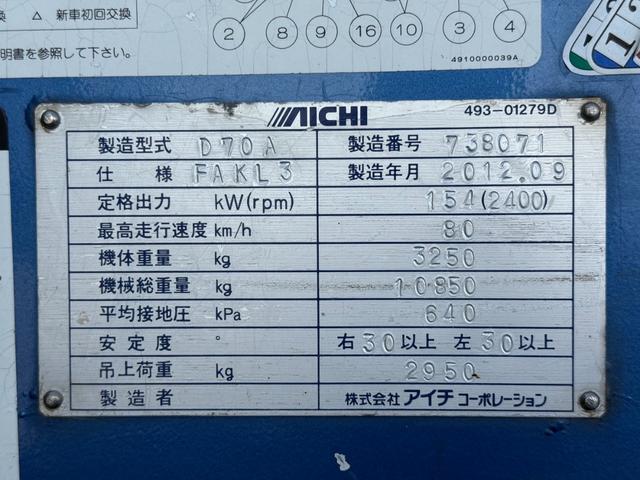 換 △ 新車初回交換
明書を参照して下さい。
② ⑧ ⑨ ⑯ ⑩ ③ ④
4910000039A
AICHI 493-01279D
製造型式 D70A 製造番号 738071
仕様 FAKL3 製造年月 2012.09
定格出力 kW(rpm) 154(2400)
最高走行速度 km/h 80
機体重量 kg 3250
機械総重量 kg 10850
平均接地圧 kPa 640
安定度 ° 右30以上 左30以上
吊上荷重 kg 2950
製造者 株式会社アイチコーポレーション